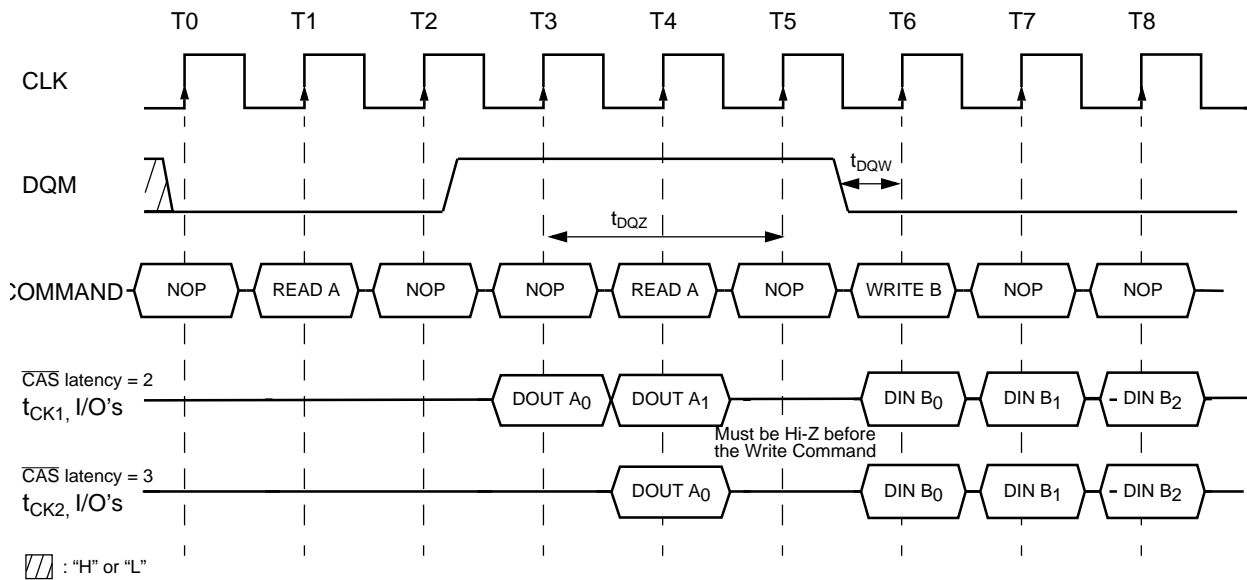 T0 T1 T2 T3 T4 T5 T6 T7 T8
CLK
DQM
tDQW
tDQZ
COMMAND NOP READ A NOP NOP READ A NOP WRITE B NOP NOP
CAS latency = 2
tCK1, I/O's DOUT A0 DOUT A1 DIN B0 DIN B1 DIN B2
Must be Hi-Z before
the Write Command
CAS latency = 3
tCK2, I/O's DOUT A0 DIN B0 DIN B1 DIN B2
: “H” or “L”